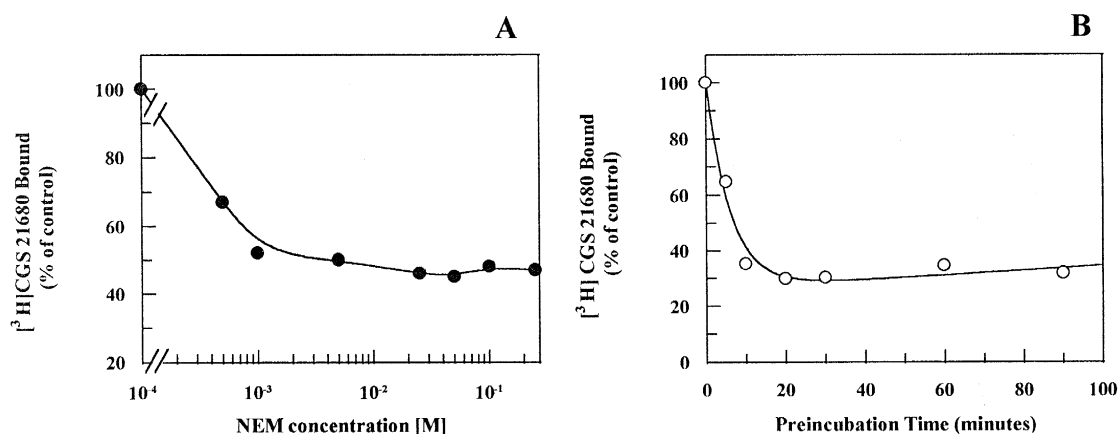 A
[³H]CGS 21680 Bound
(% of control)
100
80
60
40
20
10⁻⁴ 10⁻³ 10⁻² 10⁻¹
NEM concentration [M]
B
[³H] CGS 21680 Bound
(% of control)
100
80
60
40
20
0
0 20 40 60 80 100
Preincubation Time (minutes)